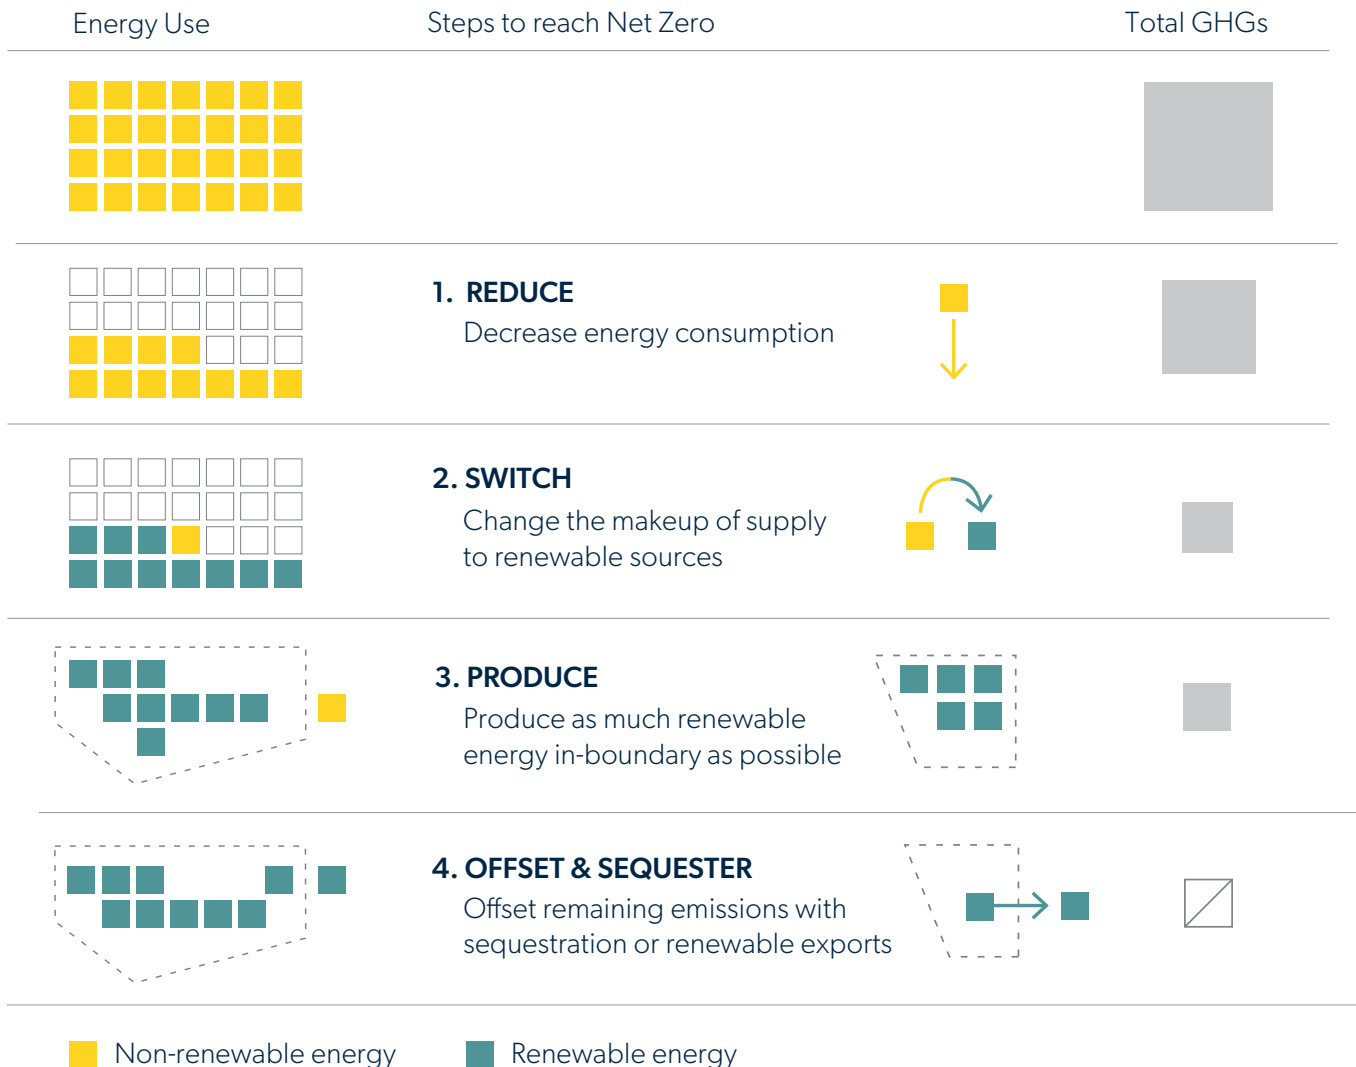 Energy Use
Steps to reach Net Zero
Total GHGs
1. REDUCE
Decrease energy consumption
2. SWITCH
Change the makeup of supply
to renewable sources
3. PRODUCE
Produce as much renewable
energy in-boundary as possible
4. OFFSET & SEQUESTER
Offset remaining emissions with
sequestration or renewable exports
Non-renewable energy
Renewable energy